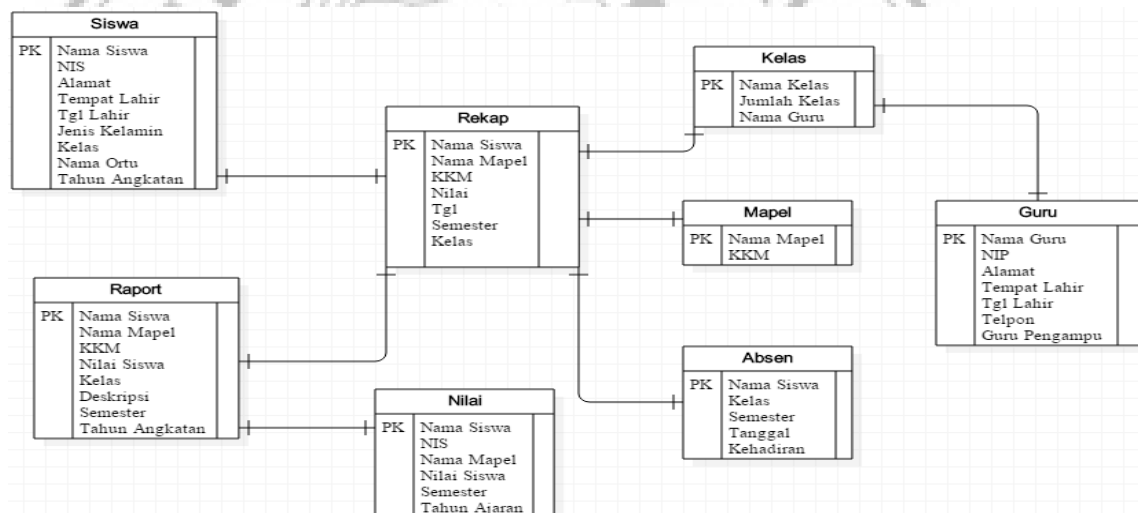 Siswa
PK Nama Siswa
NIS
Alamat
Tempat Lahir
Tgl Lahir
Jenis Kelamin
Kelas
Nama Ortu
Tahun Angkatan
Rekap
PK Nama Siswa
Nama Mapel
KKM
Nilai
Tgl
Semester
Kelas
Kelas
PK Nama Kelas
Jumlah Kelas
Nama Guru
Mapel
PK Nama Mapel
KKM
Guru
PK Nama Guru
NIP
Alamat
Tempat Lahir
Tgl Lahir
Telpon
Guru Pengampu
Raport
PK Nama Siswa
Nama Mapel
KKM
Nilai Siswa
Kelas
Deskripsi
Semester
Tahun Angkatan
Nilai
PK Nama Siswa
NIS
Nama Mapel
Nilai Siswa
Semester
Tahun Ajaran
Absen
PK Nama Siswa
Kelas
Semester
Tanggal
Kehadiran